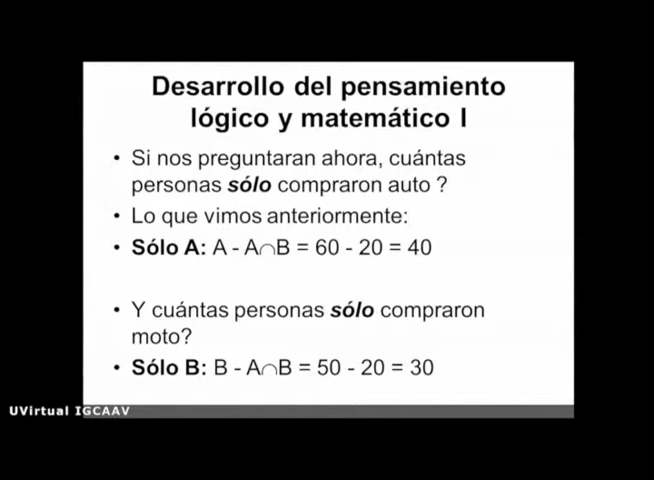 Desarrollo del pensamiento
lógico y matemático I
• Si nos preguntaran ahora, cuántas
personas sólo compraron auto ?
• Lo que vimos anteriormente:
• Sólo A: A - A∩B = 60 - 20 = 40
• Y cuántas personas sólo compraron
moto?
• Sólo B: B - A∩B = 50 - 20 = 30
UVirtual IGCAAV